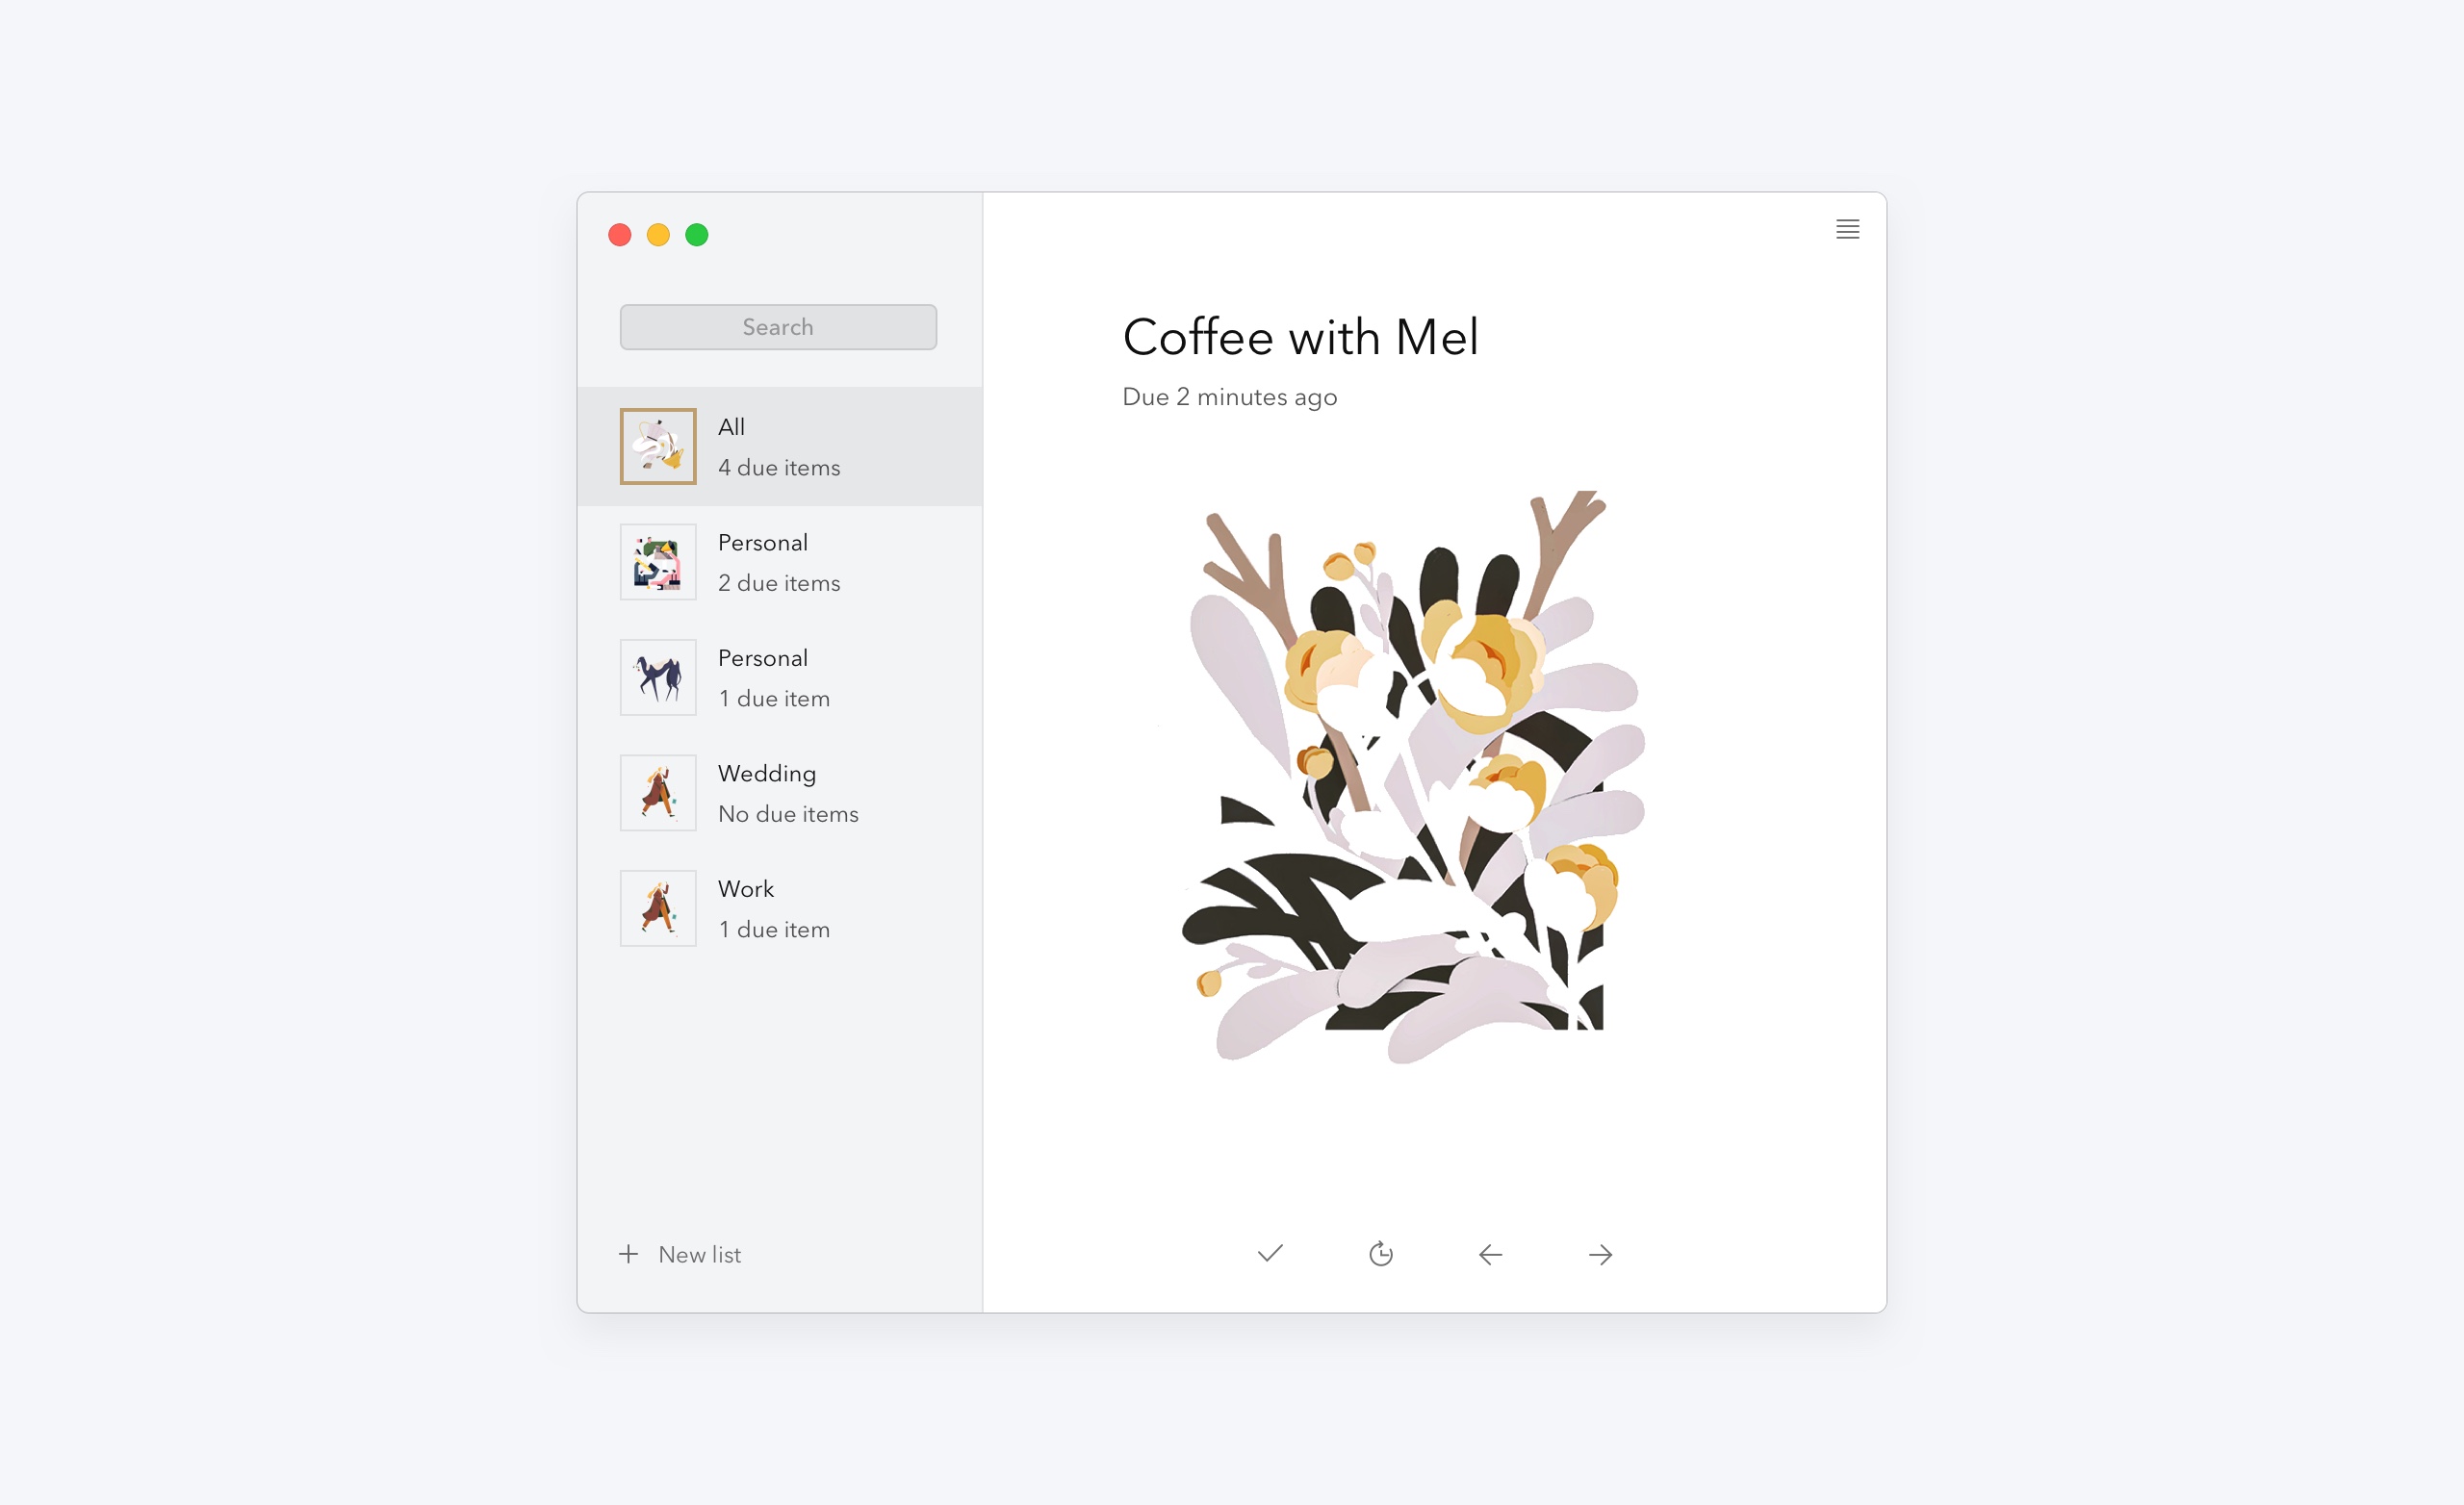 Search
All
4 due items
Personal
2 due items
Personal
1 due item
Wedding
No due items
Work
1 due item
New list
Coffee with Mel
Due 2 minutes ago